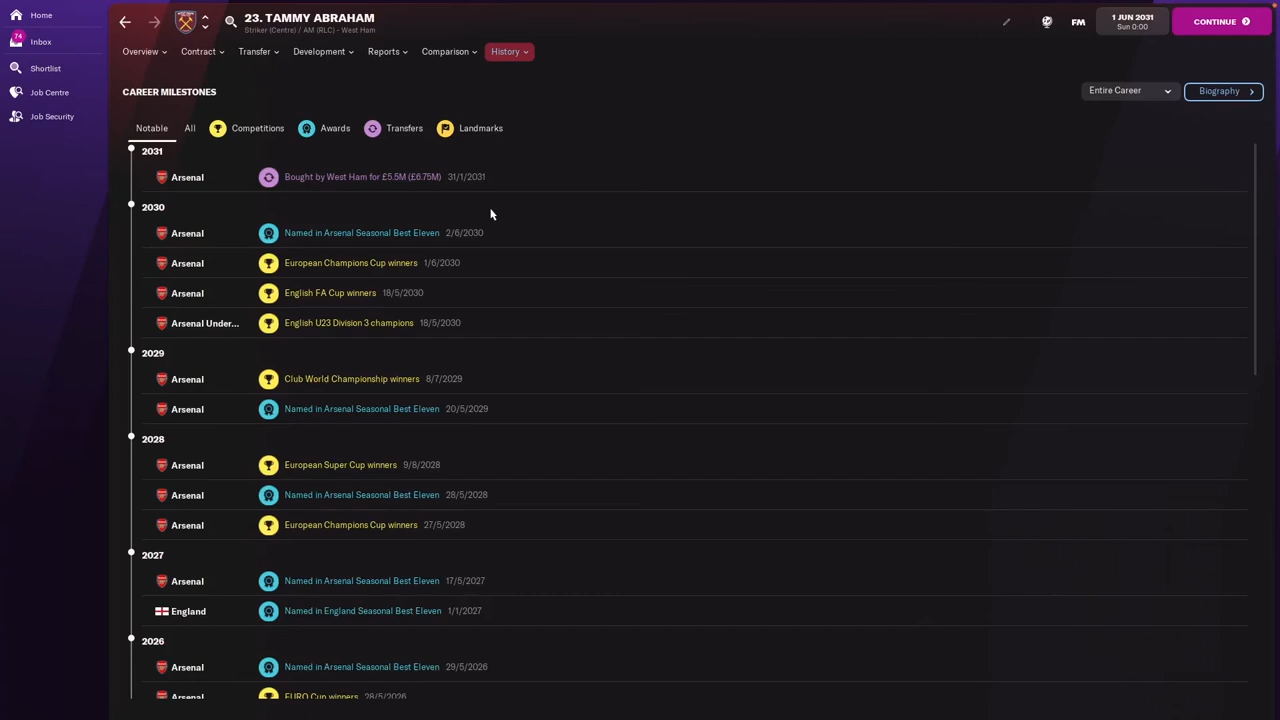 Home
74
Inbox
Shortlist
Job Centre
Job Security
23. TAMMY ABRAHAM
Striker (Centre) / AM (RLC) - West Ham
FM
1 JUN 2031
Sun 0:00
CONTINUE
Overview
Contract
Transfer
Development
Reports
Comparison
History
CAREER MILESTONES
Entire Career
Biography
Notable
All
Competitions
Awards
Transfers
Landmarks
2031
Arsenal Bought by West Ham for £5.5M (£6.75M) 31/1/2031
2030
Arsenal Named in Arsenal Seasonal Best Eleven 2/6/2030
Arsenal European Champions Cup winners 1/6/2030
Arsenal English FA Cup winners 18/5/2030
Arsenal Under... English U23 Division 3 champions 18/5/2030
2029
Arsenal Club World Championship winners 8/7/2029
Arsenal Named in Arsenal Seasonal Best Eleven 20/5/2029
2028
Arsenal European Super Cup winners 9/8/2028
Arsenal Named in Arsenal Seasonal Best Eleven 28/5/2028
Arsenal European Champions Cup winners 27/5/2028
2027
Arsenal Named in Arsenal Seasonal Best Eleven 17/5/2027
England Named in England Seasonal Best Eleven 1/1/2027
2026
Arsenal Named in Arsenal Seasonal Best Eleven 29/5/2026
Arsenal EURO Cup winners 28/5/2026